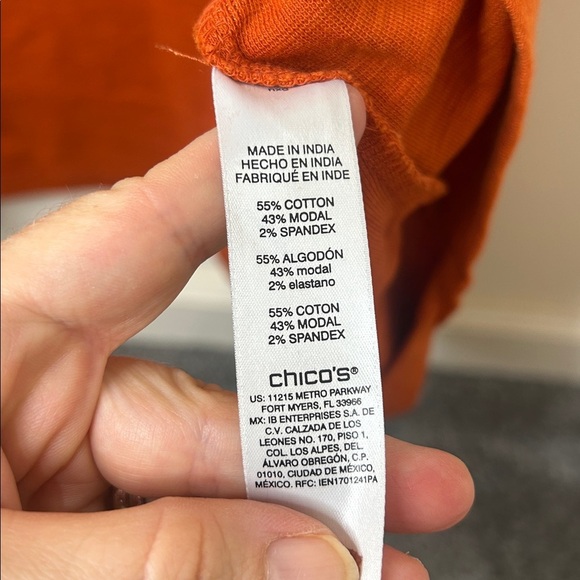 MADE IN INDIA
HECHO EN INDIA
FABRIQUÉ EN INDE
55% COTTON
43% MODAL
2% SPANDEX
55% ALGODÓN
43% modal
2% elastano
55% COTON
43% MODAL
2% SPANDEX
chico's®
US: 11215 METRO PARKWAY
FORT MYERS, FL 33966
MX: IB ENTERPRISES S.A. DE
C.V. CALZADA DE LOS
LEONES NO. 170, PISO 1,
COL. LOS ALPES, DEL.
ÁLVARO OBREGÓN, C.P.
01010, CIUDAD DE MÉXICO,
MÉXICO. RFC: IEN1701241PA